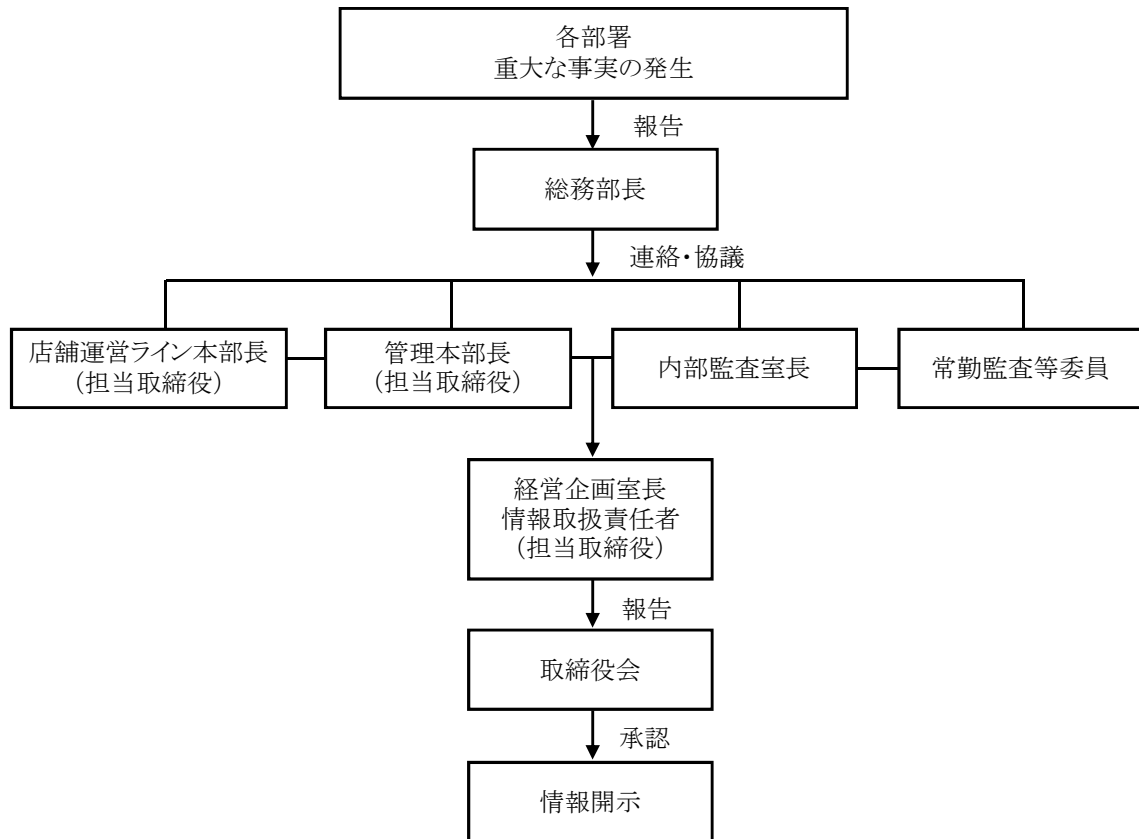 各部署
重大な事実の発生
報告
総務部長
連絡・協議
店舗運営ライン本部長
（担当取締役）
管理本部長
（担当取締役）
内部監査室長
常勤監査等委員
経営企画室長
情報取扱責任者
（担当取締役）
報告
取締役会
承認
情報開示